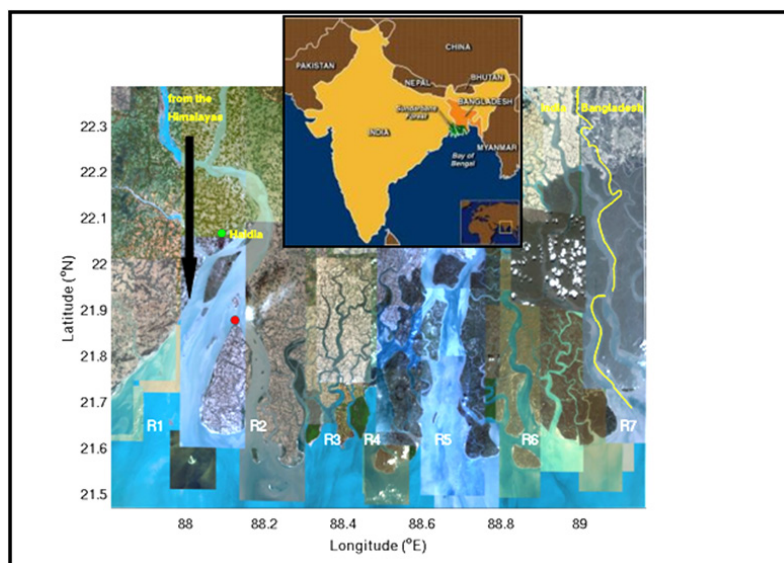 CHINA
PAKISTAN
NEPAL
BHUTAN
BANGLADESH
Sunderbans
Forest
INDIA
MYANMAR
Bay of
Bengal
from the
Himalayas
India
Bangladesh
Haldia
R1
R2
R3
R4
R5
R6
R7
22.3
22.2
22.1
22
21.9
21.8
21.7
21.6
21.5
Latitude (°N)
88
88.2
88.4
88.6
88.8
89
Longitude (°E)